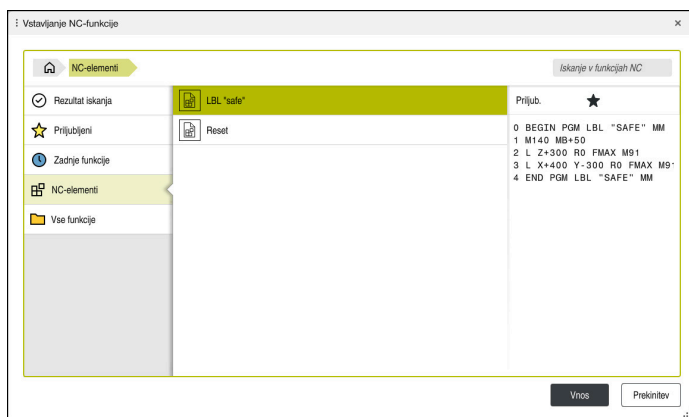 Vstavljanje NC-funkcije
NC-elementi
Iskanje v funkcijah NC
Rezultat iskanja
Priljubljeni
Zadnje funkcije
NC-elementi
Vse funkcije
LBL "safe"
Reset
Priljub.
0 BEGIN PGM LBL "SAFE" MM
1 M140 MB+50
2 L Z+300 R0 FMAX M91
3 L X+400 Y-300 R0 FMAX M9
4 END PGM LBL "SAFE" MM
Vnos
Prekinitev